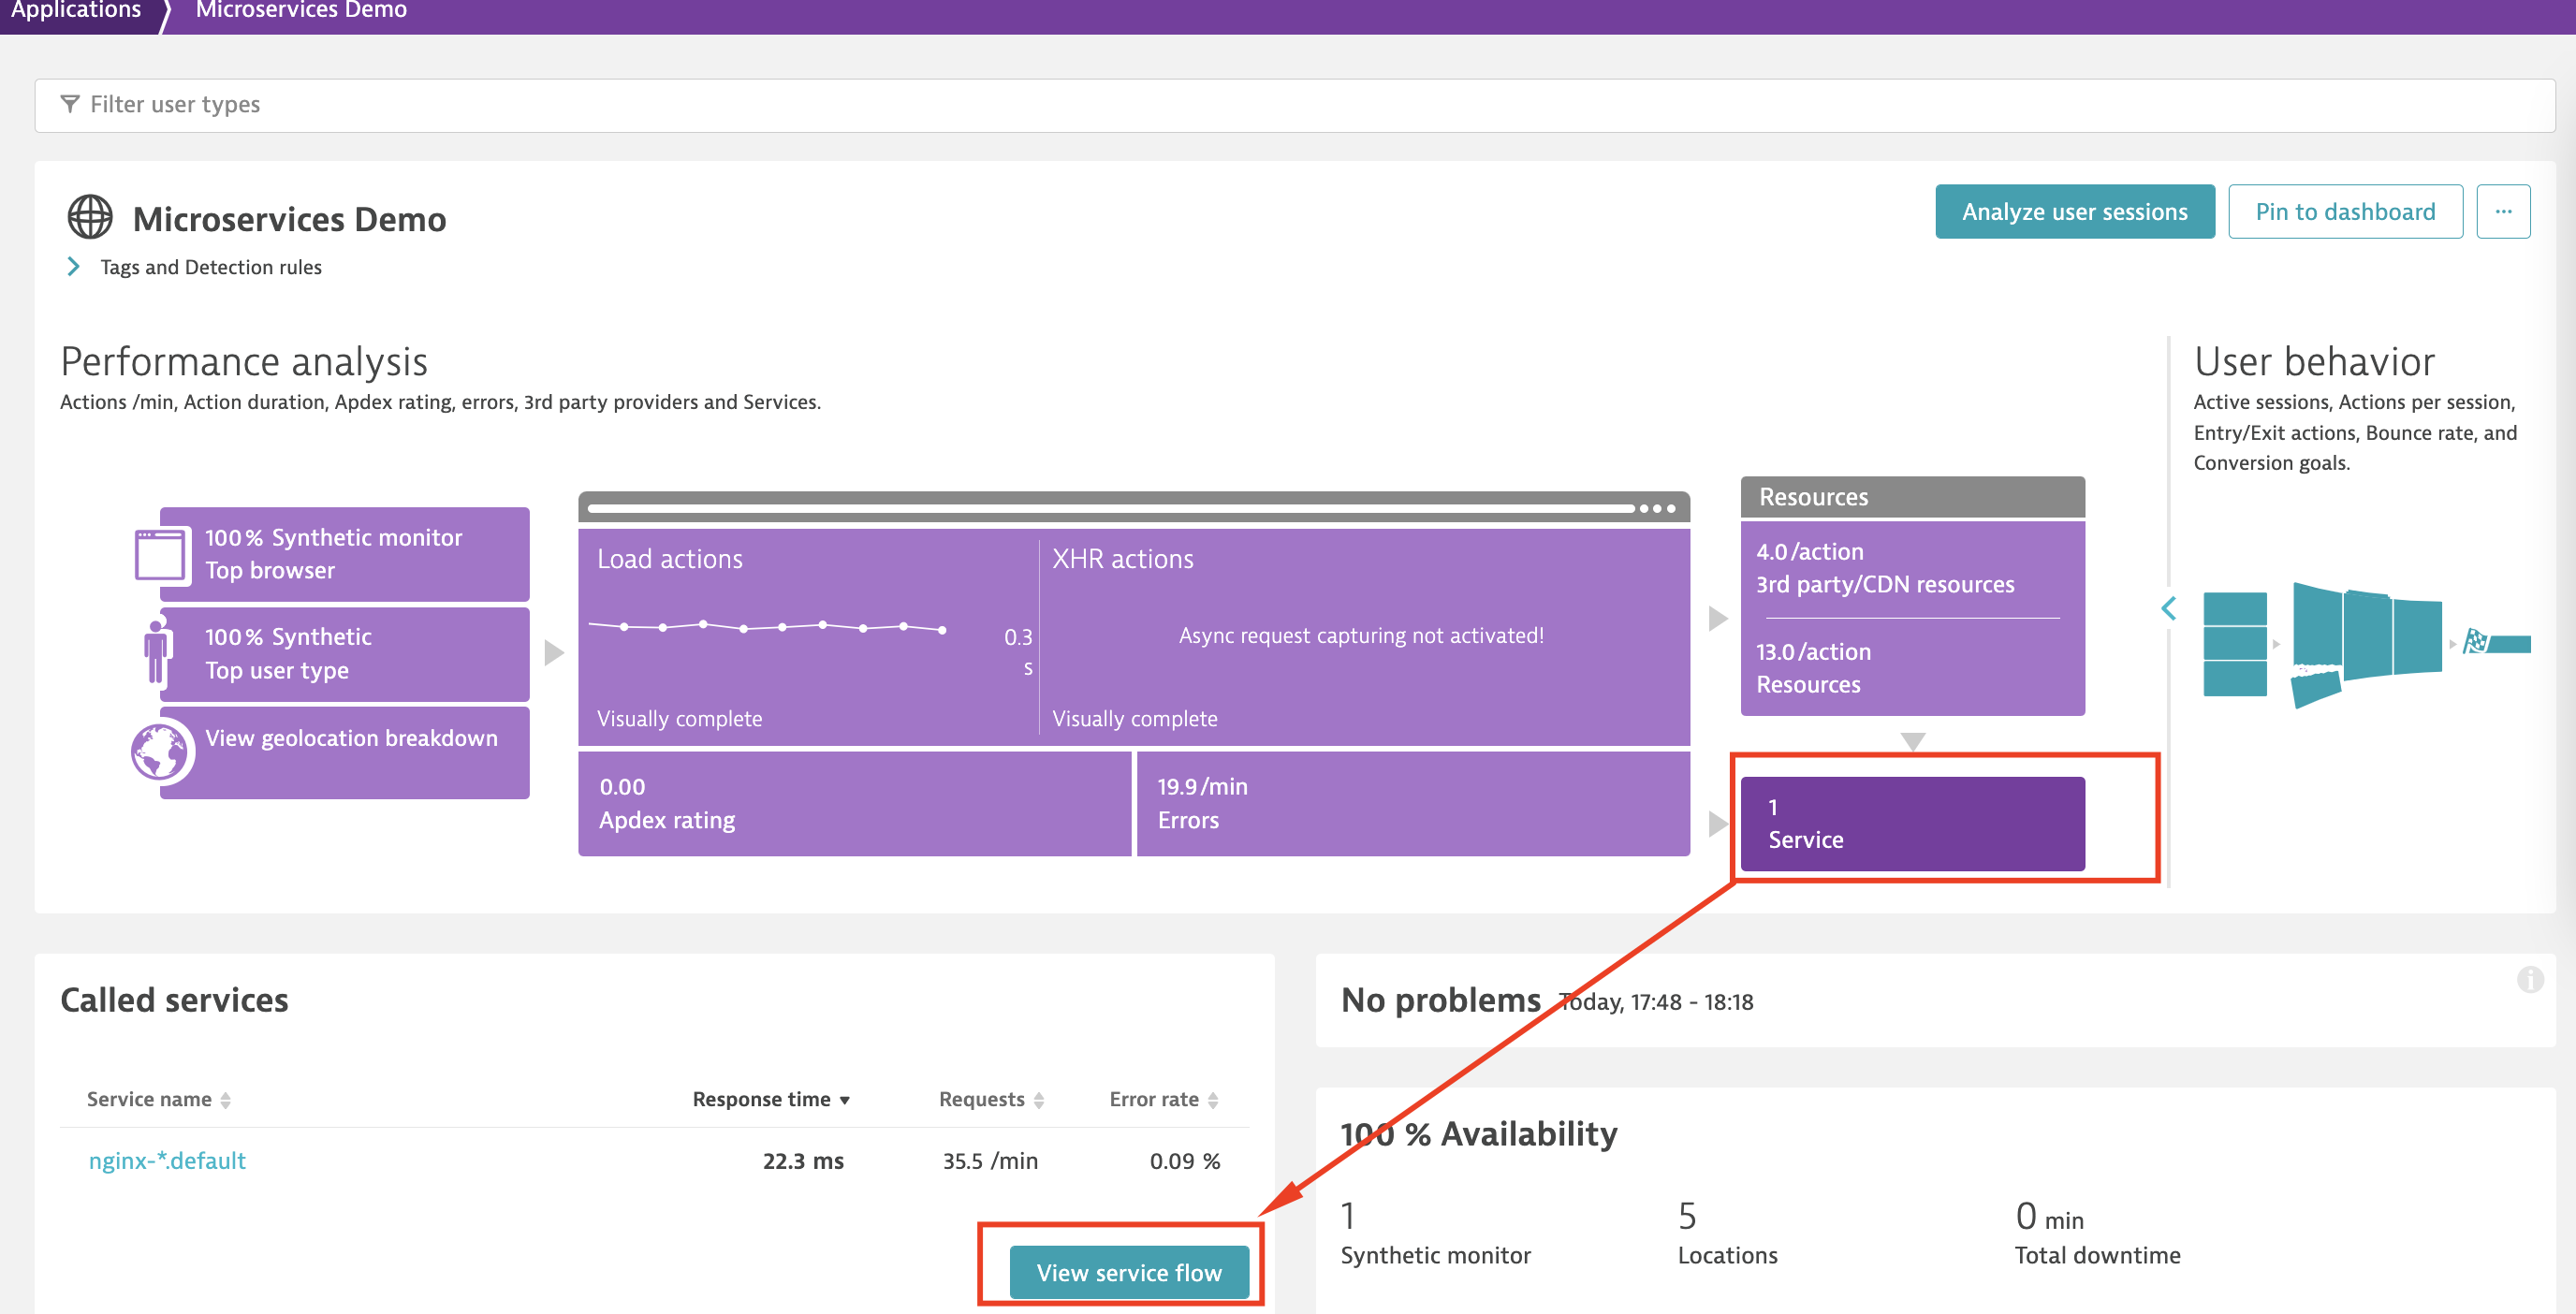 Applications
Microservices Demo
Filter user types
Microservices Demo
Analyze user sessions
Pin to dashboard
...
Tags and Detection rules
Performance analysis
Actions /min, Action duration, Apdex rating, errors, 3rd party providers and Services.
User behavior
Active sessions, Actions per session,
Entry/Exit actions, Bounce rate, and
Conversion goals.
100 % Synthetic monitor
Top browser
100 % Synthetic
Top user type
View geolocation breakdown
Load actions
0.3
s
Visually complete
XHR actions
Async request capturing not activated!
Visually complete
0.00
Apdex rating
19.9 /min
Errors
Resources
4.0 /action
3rd party/CDN resources
13.0 /action
Resources
1
Service
Called services
Service name
Response time
Requests
Error rate
nginx-*.default
22.3 ms
35.5 /min
0.09 %
View service flow
No problems
Today, 17:48 - 18:18
100 % Availability
1
Synthetic monitor
5
Locations
0 min
Total downtime